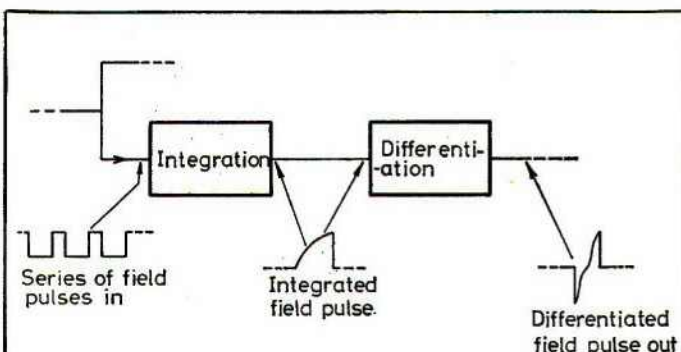 Integration
Differenti-
-ation
Series of field
pulses in
Integrated
field pulse.
Differentiated
field pulse out